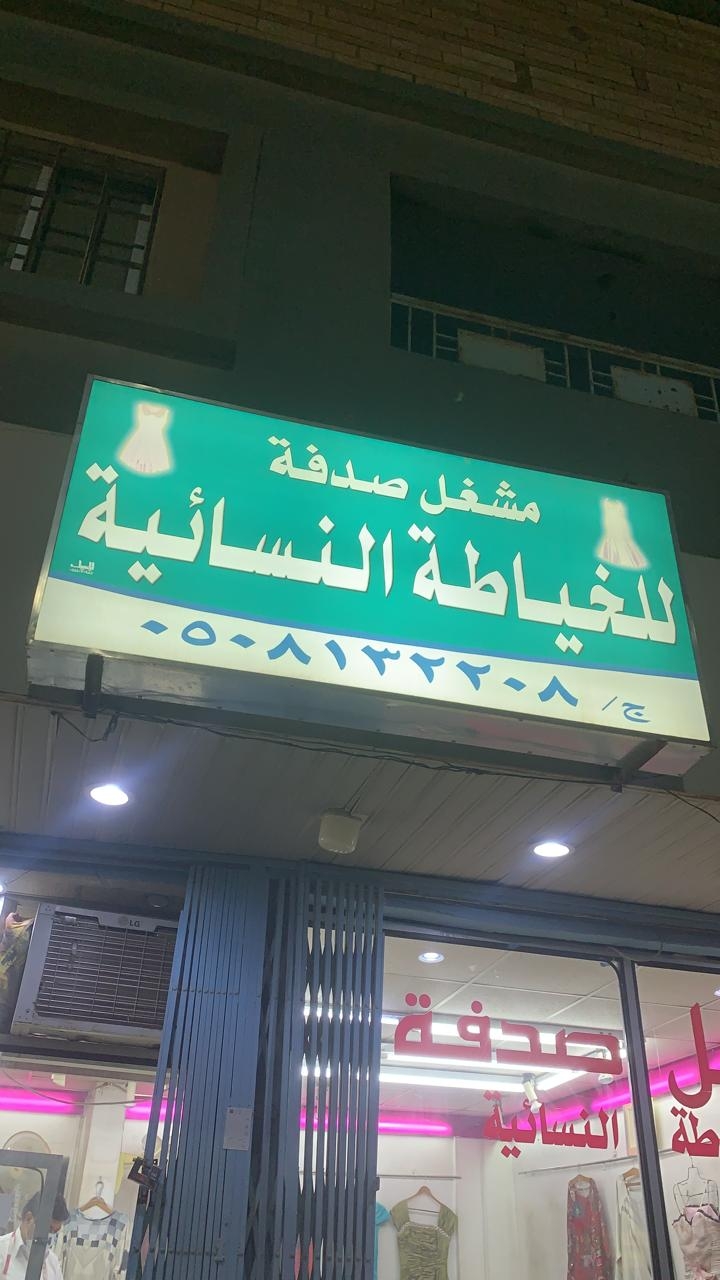 مشغل صدفة
للخياطة النسائية
ج/ ٠٥٠٨١٣٢٢٠٨
LG
صدفة
النسائية